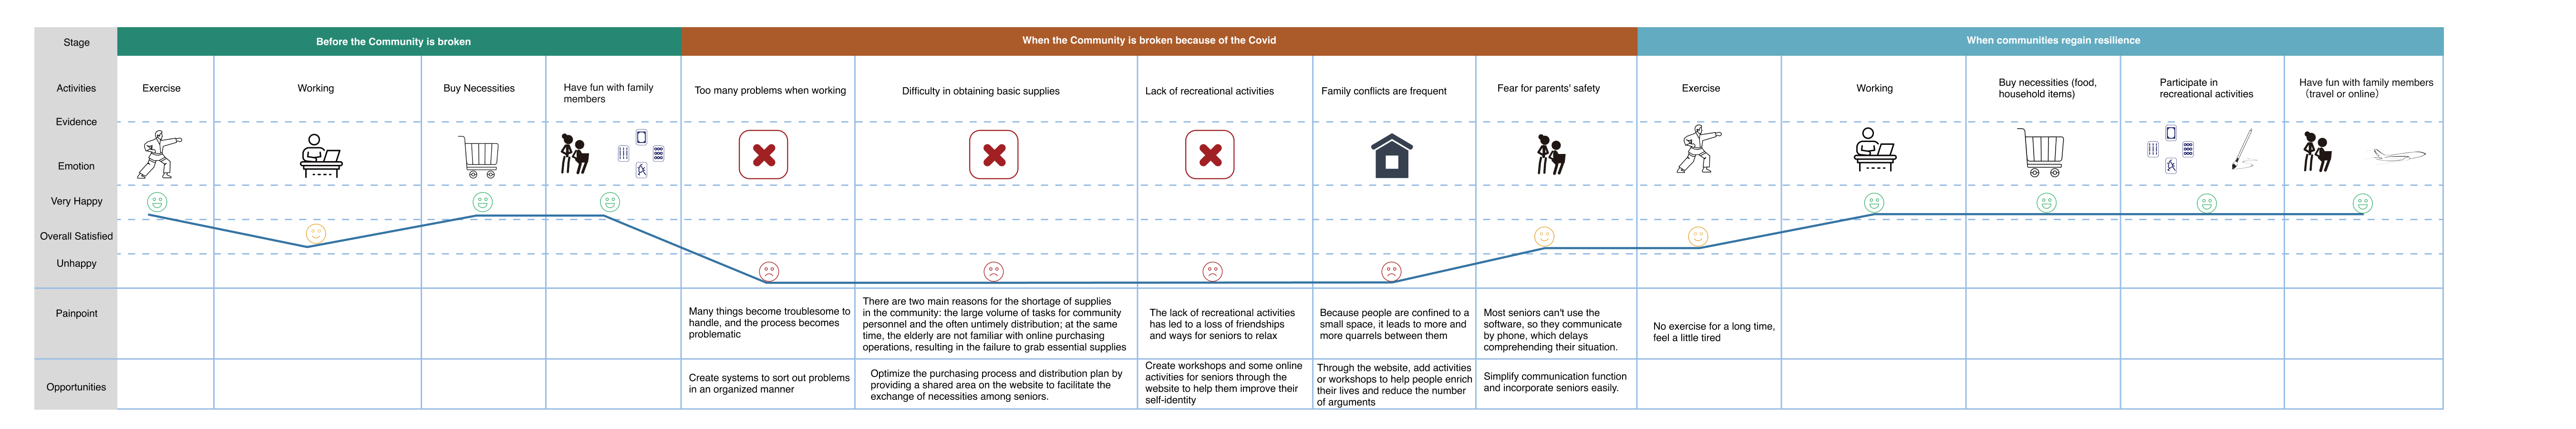 Stage
Before the Community is broken
When the Community is broken because of the Covid
When communities regain resilience
Activities
Exercise
Working
Buy Necessities
Have fun with family
members
Too many problems when working
Difficulty in obtaining basic supplies
Lack of recreational activities
Family conflicts are frequent
Fear for parents' safety
Exercise
Working
Buy necessities (food,
household items)
Participate in
recreational activities
Have fun with family members
（travel or online）
Evidence
Emotion
Very Happy
Overall Satisfied
Unhappy
Painpoint
Many things become troublesome to
handle, and the process becomes
problematic
There are two main reasons for the shortage of supplies
in the community: the large volume of tasks for community
personnel and the often untimely distribution; at the same
time, the elderly are not familiar with online purchasing
operations, resulting in the failure to grab essential supplies
The lack of recreational activities
has led to a loss of friendships
and ways for seniors to relax
Because people are confined to a
small space, it leads to more and
more quarrels between them
Most seniors can't use the
software, so they communicate
by phone, which delays
comprehending their situation.
No exercise for a long time,
feel a little tired
Opportunities
Create systems to sort out problems
in an organized manner
Optimize the purchasing process and distribution plan by
providing a shared area on the website to facilitate the
exchange of necessities among seniors.
Create workshops and some online
activities for seniors through the
website to help them improve their
self-identity
Through the website, add activities
or workshops to help people enrich
their lives and reduce the number
of arguments
Simplify communication function
and incorporate seniors easily.